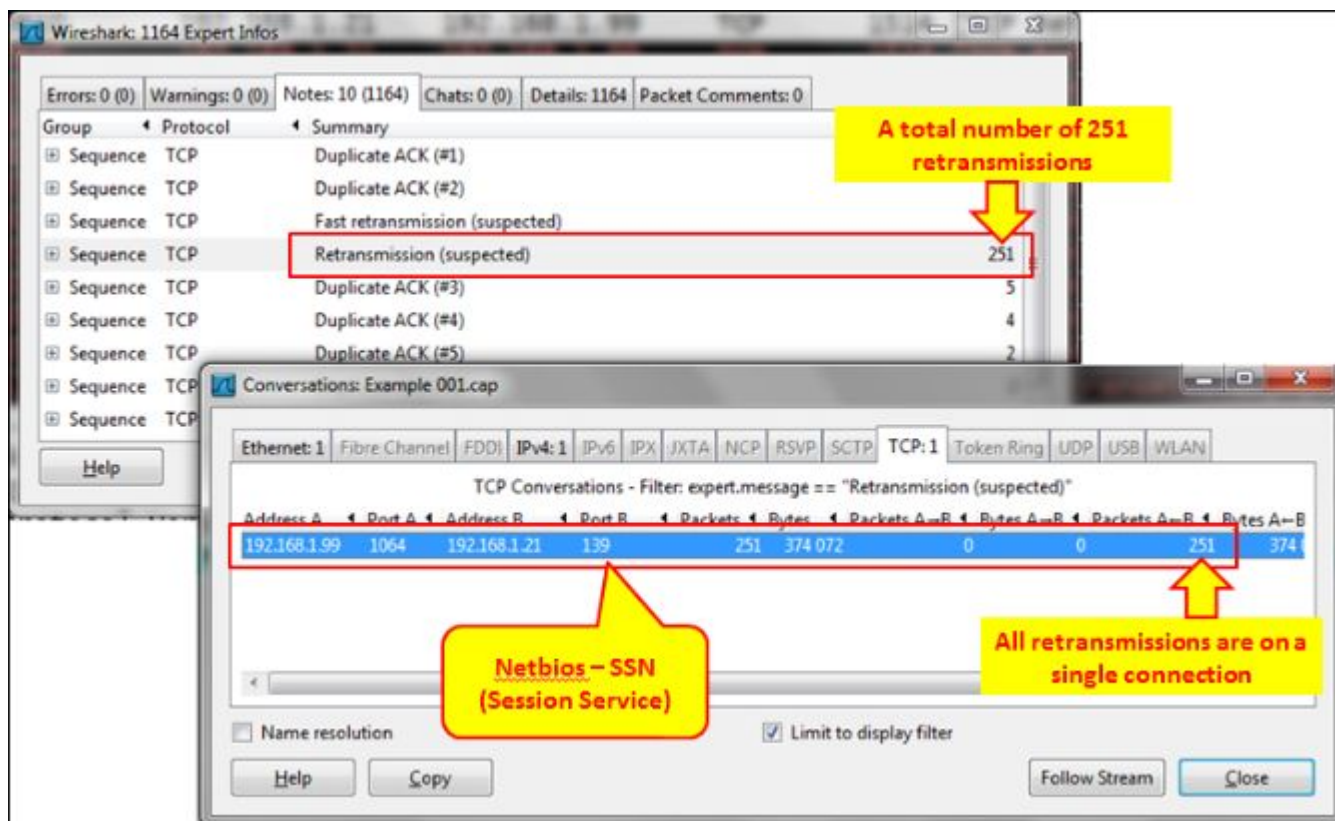 Wireshark: 1164 Expert Infos
Errors: 0 (0) Warnings: 0 (0) Notes: 10 (1164) Chats: 0 (0) Details: 1164 Packet Comments: 0
Group Protocol Summary
Sequence TCP Duplicate ACK (#1)
Sequence TCP Duplicate ACK (#2)
Sequence TCP Fast retransmission (suspected)
Sequence TCP Retransmission (suspected) 251
Sequence TCP Duplicate ACK (#3) 5
Sequence TCP Duplicate ACK (#4) 4
Sequence TCP Duplicate ACK (#5) 2
Sequence TCP
Sequence TCP
Help
A total number of 251
retransmissions
Conversations: Example 001.cap
Ethernet: 1 Fibre Channel FDDI IPv4: 1 IPv6 IPX JXTA NCP RSVP SCTP TCP: 1 Token Ring UDP USB WLAN
TCP Conversations - Filter: expert.message == "Retransmission (suspected)"
Address A Port A Address B Port B Packets Bytes Packets A→B Bytes A→B Packets A←B Bytes A←B
192.168.1.99 1064 192.168.1.21 139 251 374 072 0 0 251 374
Netbios – SSN
(Session Service)
All retransmissions are on a
single connection
Name resolution Limit to display filter
Help Copy Follow Stream Close